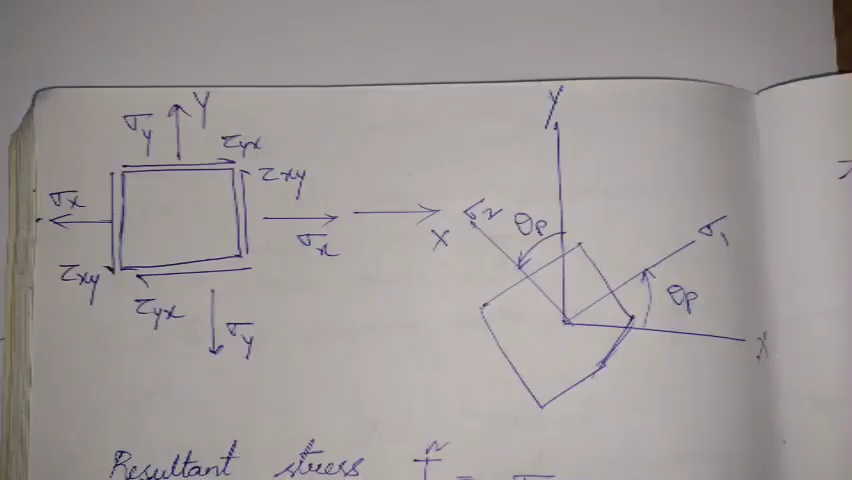 σy Y
τyx
τxy
σx
X
σx
τxy
τyx
σy
Y
σ2 θp
σ1
θp
X
Resultant stress